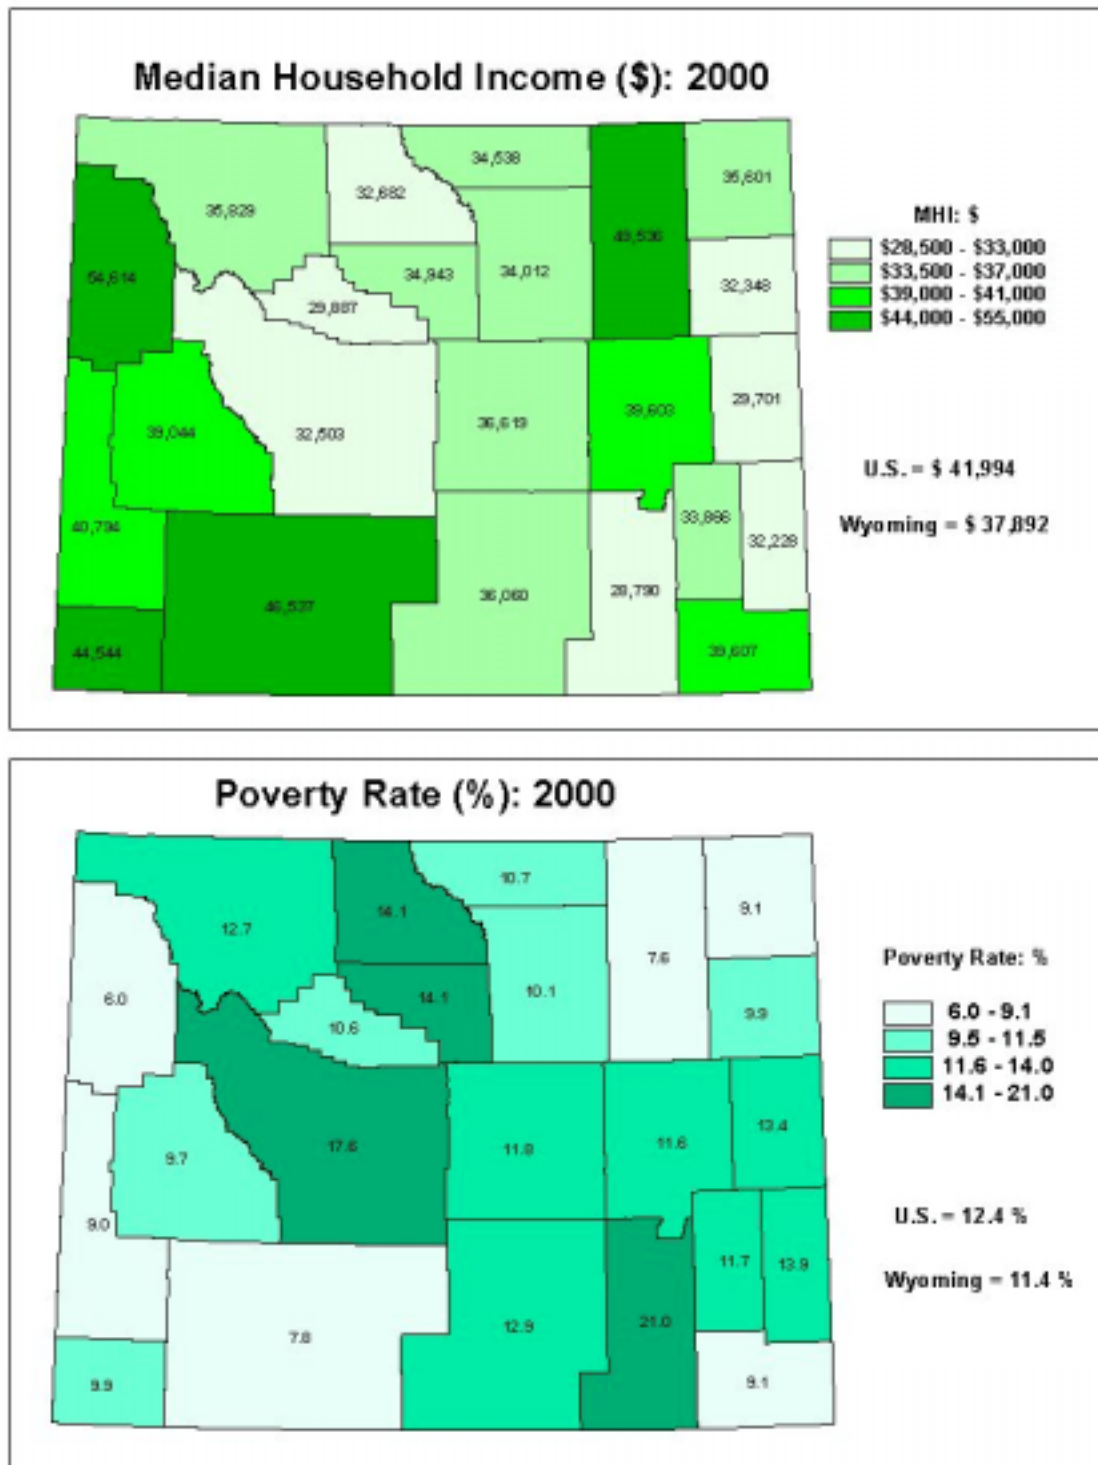 Median Household Income ($): 2000
34,538
35,601
32,682
35,829
49,536
54,614
34,943
34,012
32,348
29,887
29,701
39,603
36,619
39,044
32,503
33,866
40,794
32,228
28,790
36,060
46,537
44,544
39,607
MHI: $
$28,500 - $33,000
$33,500 - $37,000
$39,000 - $41,000
$44,000 - $55,000
U.S. = $ 41,994
Wyoming = $ 37,892
Poverty Rate (%): 2000
10.7
9.1
14.1
12.7
7.6
6.0
14.1
10.1
9.9
10.6
13.4
11.6
17.6
11.8
9.7
9.0
11.7
13.9
21.0
12.9
7.8
9.9
9.1
Poverty Rate: %
6.0 - 9.1
9.5 - 11.5
11.6 - 14.0
14.1 - 21.0
U.S. = 12.4 %
Wyoming = 11.4 %